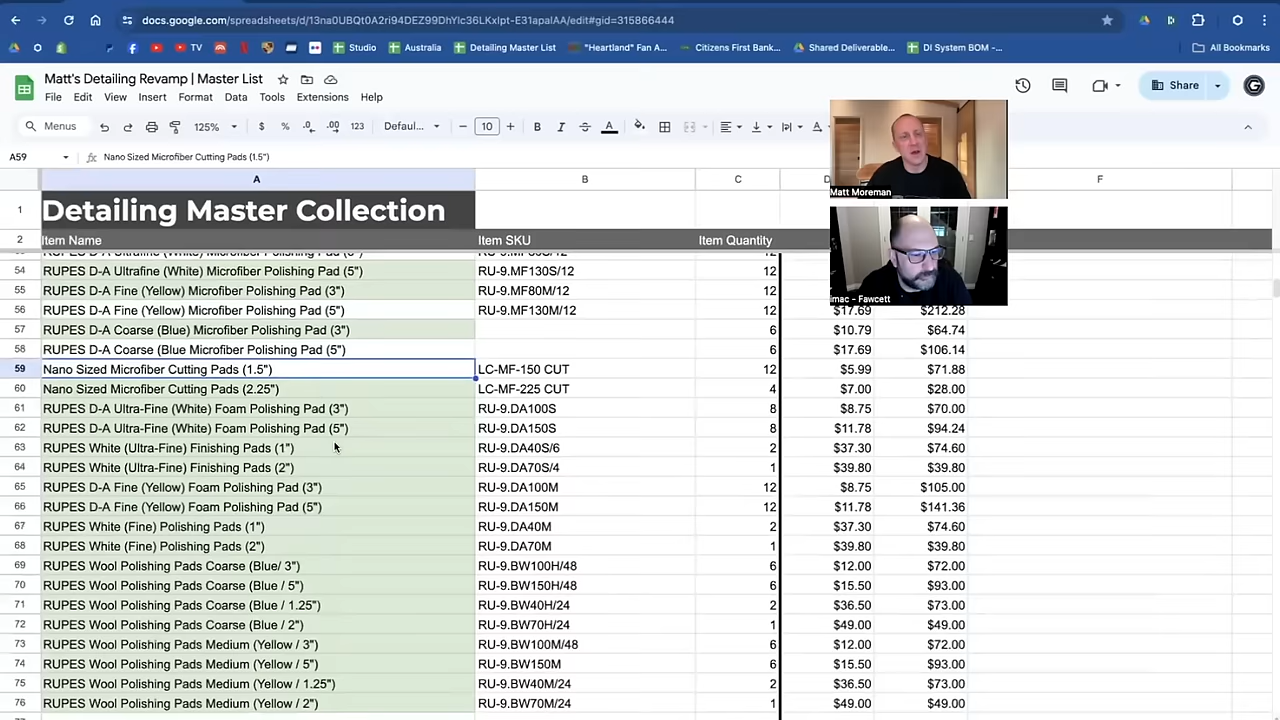 docs.google.com/spreadsheets/d/13na0UBQt0A2ri94DEZ99DhYlc36LKxIpt-E31apalAA/edit#gid=315866444
TV Studio Australia Detailing Master List "Heartland" Fan A... Citizens First Bank... Shared Deliverable... DI System BOM –... All Bookmarks
Matt's Detailing Revamp | Master List
File Edit View Insert Format Data Tools Extensions Help
Share
Menus 125% $ % .0 .00 123 Defaul... 10 B I A
A59 fx Nano Sized Microfiber Cutting Pads (1.5")
A B C D F
1 Detailing Master Collection
2 Item Name Item SKU Item Quantity
54 RUPES D-A Ultrafine (White) Microfiber Polishing Pad (5") RU-9.MF130S/12 12
55 RUPES D-A Fine (Yellow) Microfiber Polishing Pad (3") RU-9.MF80M/12 12
56 RUPES D-A Fine (Yellow) Microfiber Polishing Pad (5") RU-9.MF130M/12 12 $17.69 $212.28
57 RUPES D-A Coarse (Blue) Microfiber Polishing Pad (3") 6 $10.79 $64.74
58 RUPES D-A Coarse (Blue Microfiber Polishing Pad (5") 6 $17.69 $106.14
59 Nano Sized Microfiber Cutting Pads (1.5") LC-MF-150 CUT 12 $5.99 $71.88
60 Nano Sized Microfiber Cutting Pads (2.25") LC-MF-225 CUT 4 $7.00 $28.00
61 RUPES D-A Ultra-Fine (White) Foam Polishing Pad (3") RU-9.DA100S 8 $8.75 $70.00
62 RUPES D-A Ultra-Fine (White) Foam Polishing Pad (5") RU-9.DA150S 8 $11.78 $94.24
63 RUPES White (Ultra-Fine) Finishing Pads (1") RU-9.DA40S/6 2 $37.30 $74.60
64 RUPES White (Ultra-Fine) Finishing Pads (2") RU-9.DA70S/4 1 $39.80 $39.80
65 RUPES D-A Fine (Yellow) Foam Polishing Pad (3") RU-9.DA100M 12 $8.75 $105.00
66 RUPES D-A Fine (Yellow) Foam Polishing Pad (5") RU-9.DA150M 12 $11.78 $141.36
67 RUPES White (Fine) Polishing Pads (1") RU-9.DA40M 2 $37.30 $74.60
68 RUPES White (Fine) Polishing Pads (2") RU-9.DA70M 1 $39.80 $39.80
69 RUPES Wool Polishing Pads Coarse (Blue/ 3") RU-9.BW100H/48 6 $12.00 $72.00
70 RUPES Wool Polishing Pads Coarse (Blue / 5") RU-9.BW150H/48 6 $15.50 $93.00
71 RUPES Wool Polishing Pads Coarse (Blue / 1.25") RU-9.BW40H/24 2 $36.50 $73.00
72 RUPES Wool Polishing Pads Coarse (Blue / 2") RU-9.BW70H/24 1 $49.00 $49.00
73 RUPES Wool Polishing Pads Medium (Yellow / 3") RU-9.BW100M/48 6 $12.00 $72.00
74 RUPES Wool Polishing Pads Medium (Yellow / 5") RU-9.BW150M 6 $15.50 $93.00
75 RUPES Wool Polishing Pads Medium (Yellow / 1.25") RU-9.BW40M/24 2 $36.50 $73.00
76 RUPES Wool Polishing Pads Medium (Yellow / 2") RU-9.BW70M/24 1 $49.00 $49.00
Matt Moreman
imac – Fawcett